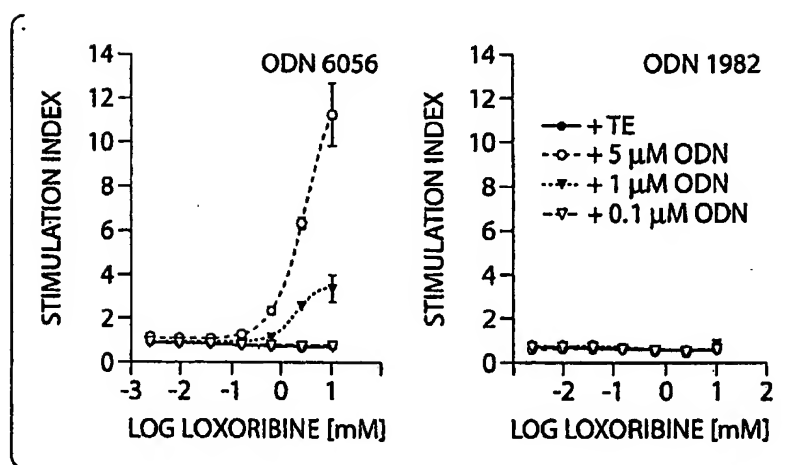 ODN 6056
STIMULATION INDEX
14
12
10
8
6
4
2
0
-3 -2 -1 0 1 2
LOG LOXORIBINE [mM]
ODN 1982
STIMULATION INDEX
14
12
10
8
6
4
2
0
+ TE
+ 5 µM ODN
+ 1 µM ODN
+ 0.1 µM ODN
-2 -1 0 1 2
LOG LOXORIBINE [mM]